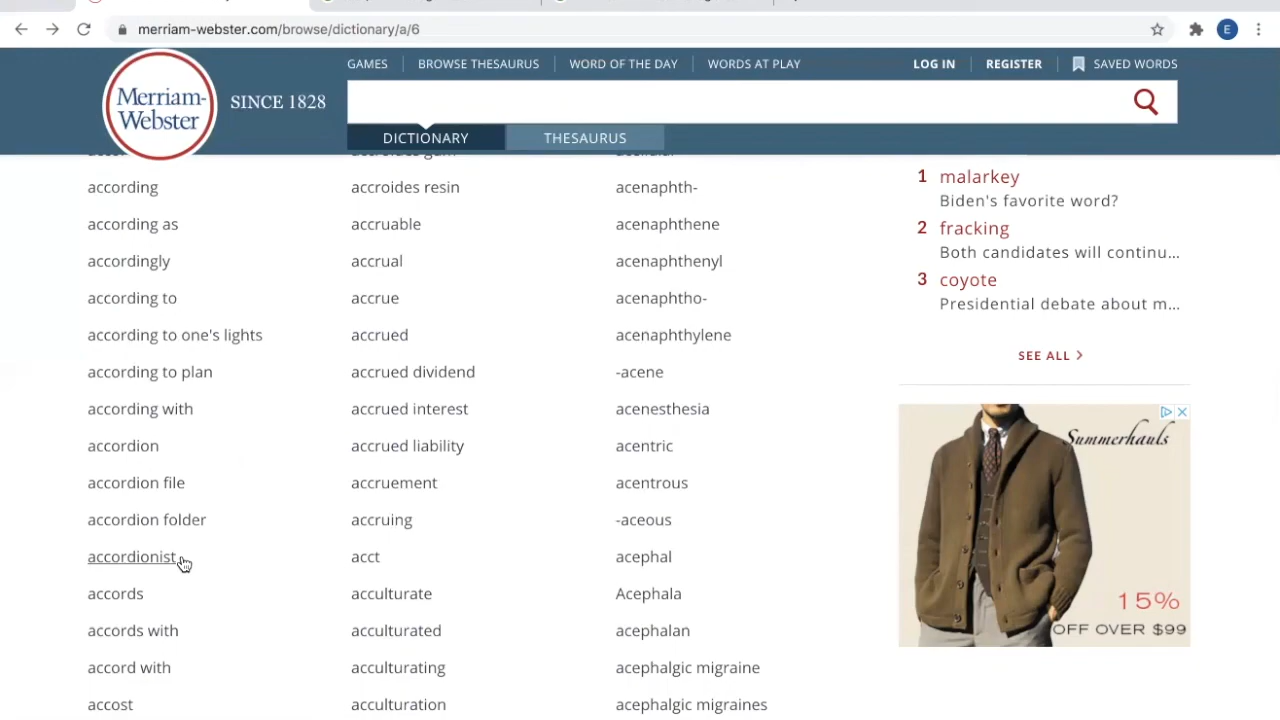 merriam-webster.com/browse/dictionary/a/6
E
GAMES
BROWSE THESAURUS
WORD OF THE DAY
WORDS AT PLAY
LOG IN
REGISTER
SAVED WORDS
Merriam-
Webster
SINCE 1828
DICTIONARY
THESAURUS
according
according as
accordingly
according to
according to one's lights
according to plan
according with
accordion
accordion file
accordion folder
accordionist
accords
accords with
accord with
accost
accroides gum
accroides resin
accruable
accrual
accrue
accrued
accrued dividend
accrued interest
accrued liability
accruement
accruing
acct
acculturate
acculturated
acculturating
acculturation
acenaphth-
acenaphthene
acenaphthenyl
acenaphtho-
acenaphthylene
-acene
acenesthesia
acentric
acentrous
-aceous
acephal
Acephala
acephalan
acephalgic migraine
acephalgic migraines
1 malarkey
Biden's favorite word?
2 fracking
Both candidates will continu...
3 coyote
Presidential debate about m...
SEE ALL >
Summerhauls
15%
OFF OVER $99